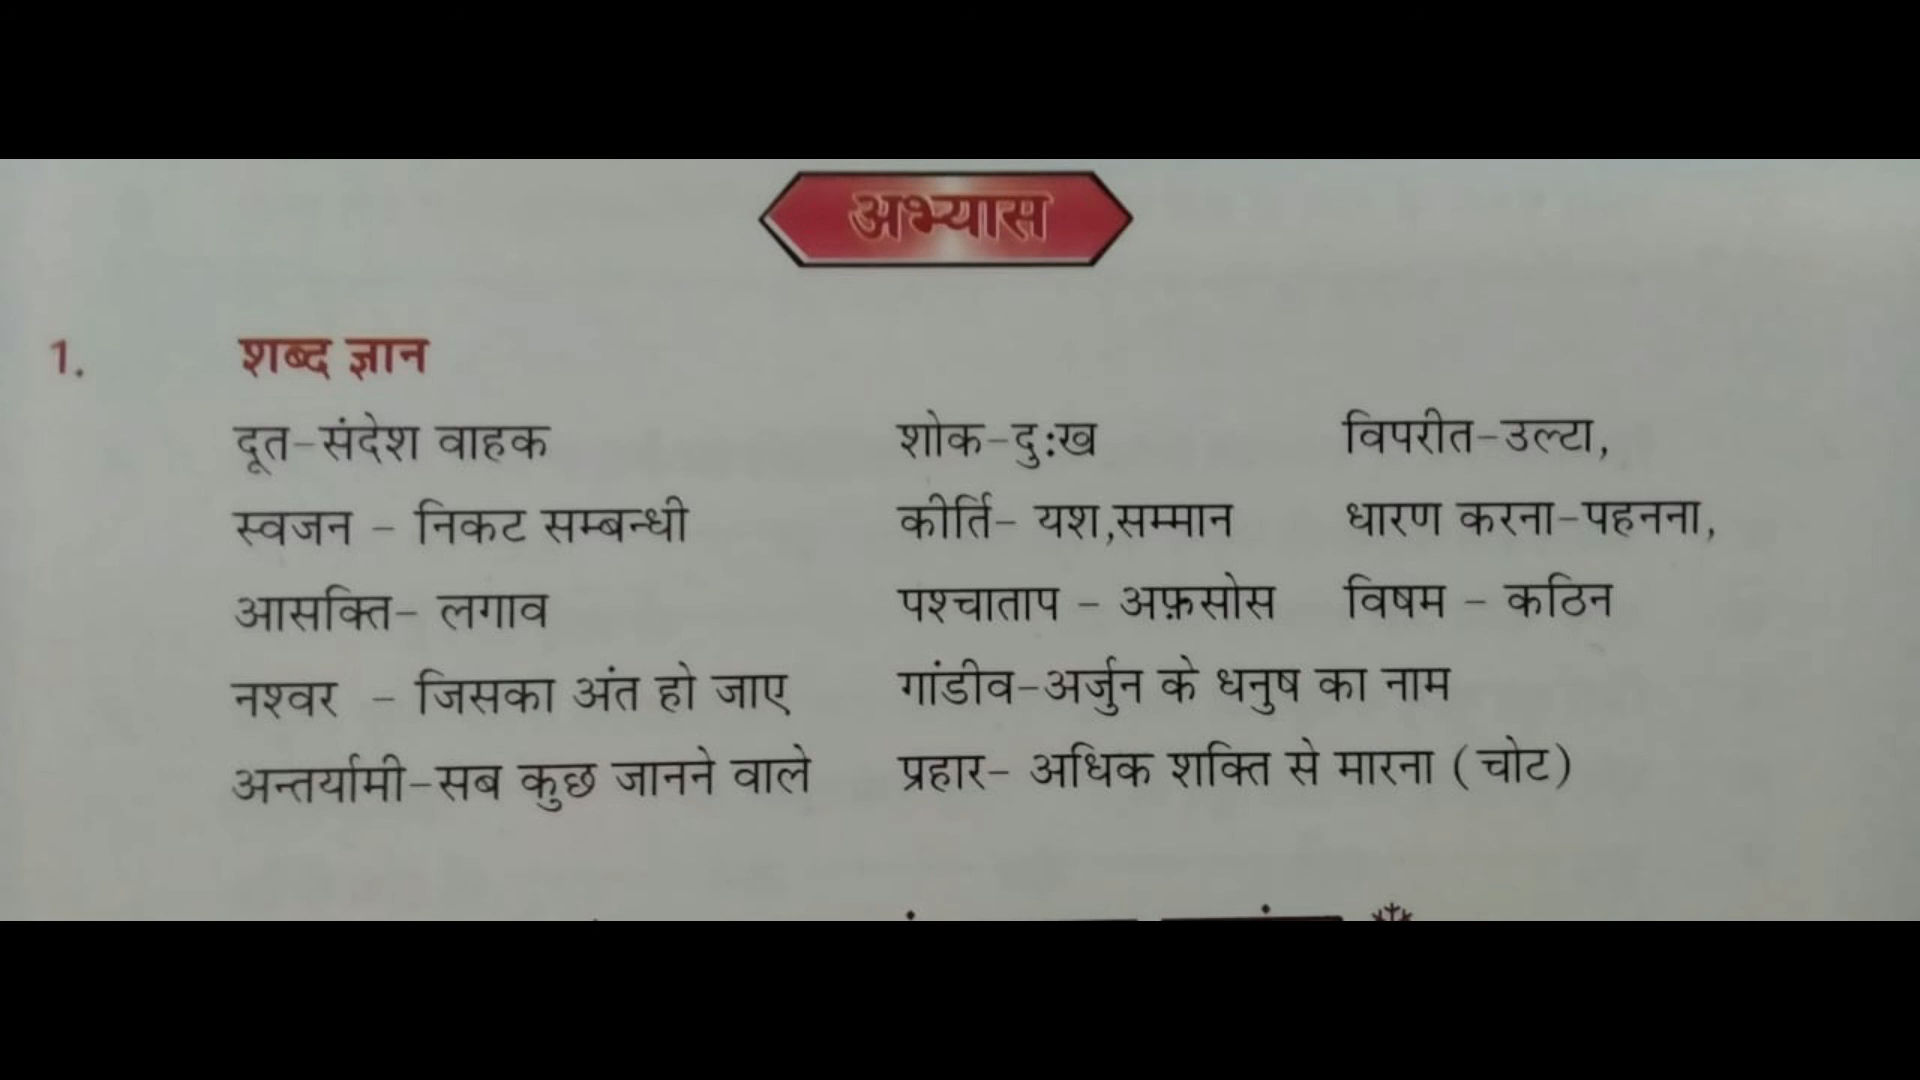 अभ्यास
1. शब्द ज्ञान
दूत-संदेश वाहक शोक-दुःख विपरीत-उल्टा,
स्वजन - निकट सम्बन्धी कीर्ति- यश,सम्मान धारण करना-पहनना,
आसक्ति- लगाव पश्चाताप - अफ़सोस विषम - कठिन
नश्वर - जिसका अंत हो जाए गांडीव-अर्जुन के धनुष का नाम
अन्तर्यामी-सब कुछ जानने वाले प्रहार- अधिक शक्ति से मारना (चोट)